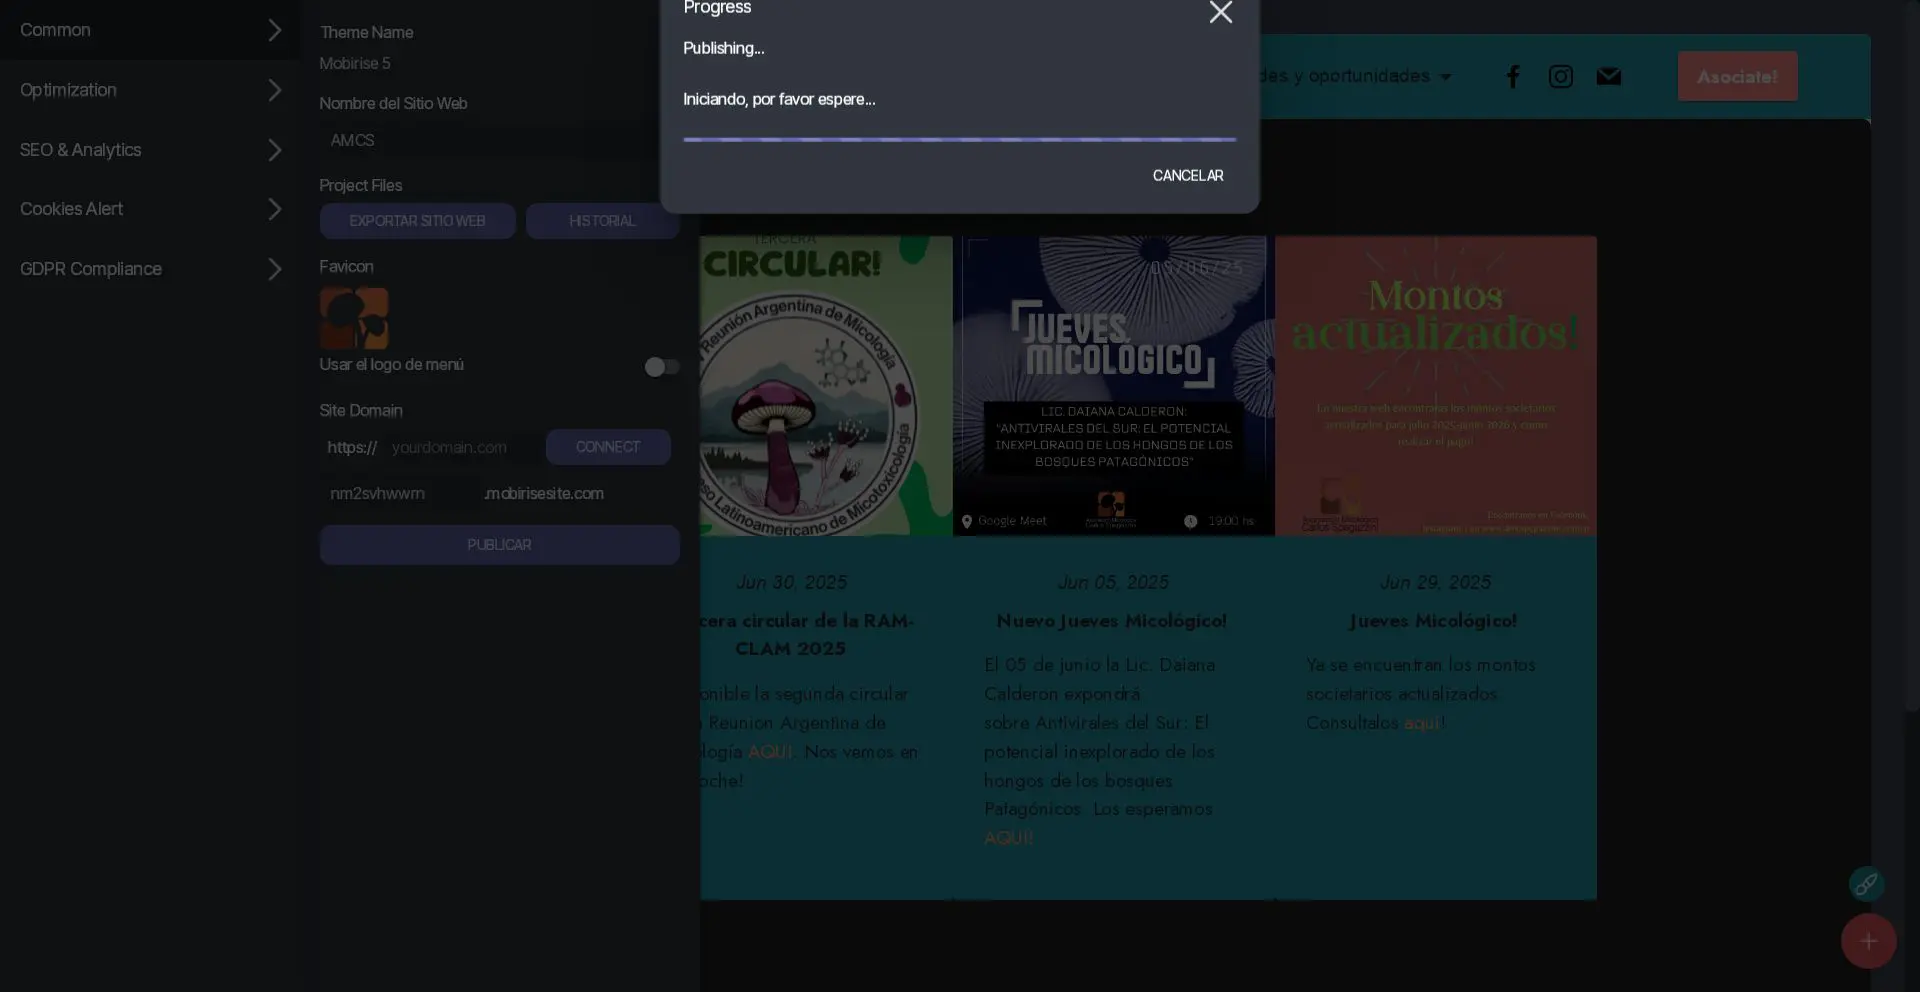 Common
Optimization
SEO & Analytics
Cookies Alert
GDPR Compliance
Theme Name
Mobirise 5
Nombre del Sitio Web
AMCS
Project Files
EXPORTAR SITIO WEB
HISTORIAL
Favicon
Usar el logo de menú
Site Domain
https://
yourdomain.com
CONNECT
nm2svhwwrn
.mobirisesite.com
PUBLICAR
Progress
Publishing...
Iniciando, por favor espere...
CANCELAR
des y oportunidades
Asociate!
TERCERA
CIRCULAR!
Reunión Argentina de Micología
so Latinoamericano de Micotoxicología
Jun 30, 2025
cera circular de la RAM-
CLAM 2025
onible la segunda circular
Reunion Argentina de
logía AQUI. Nos vemos en
oche!
05/06/25
JUEVES
MICOLÓGICO
LIC. DAIANA CALDERON:
"ANTIVIRALES DEL SUR: EL POTENCIAL
INEXPLORADO DE LOS HONGOS DE LOS
BOSQUES PATAGÓNICOS"
Google Meet
19:00 hs
Jun 05, 2025
Nuevo Jueves Micológico!
El 05 de junio la Lic. Daiana
Calderon expondrá
sobre Antivirales del Sur: El
potencial inexplorado de los
hongos de los bosques
Patagónicos. Los esperamos
AQUI!
Montos
actualizados!
En nuestra web encontraras los montos societarios
actualizados para julio 2025-junio 2026 y como
realizar el pago!
Carlos Spegazzini
Jun 29, 2025
Jueves Micológico!
Ya se encuentran los montos
societarios actualizados.
Consultalos aquí!